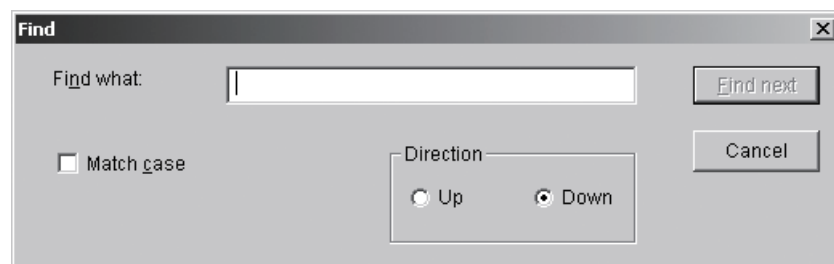 Find
Find what:
Find next
Match case
Direction
Cancel
Up
Down